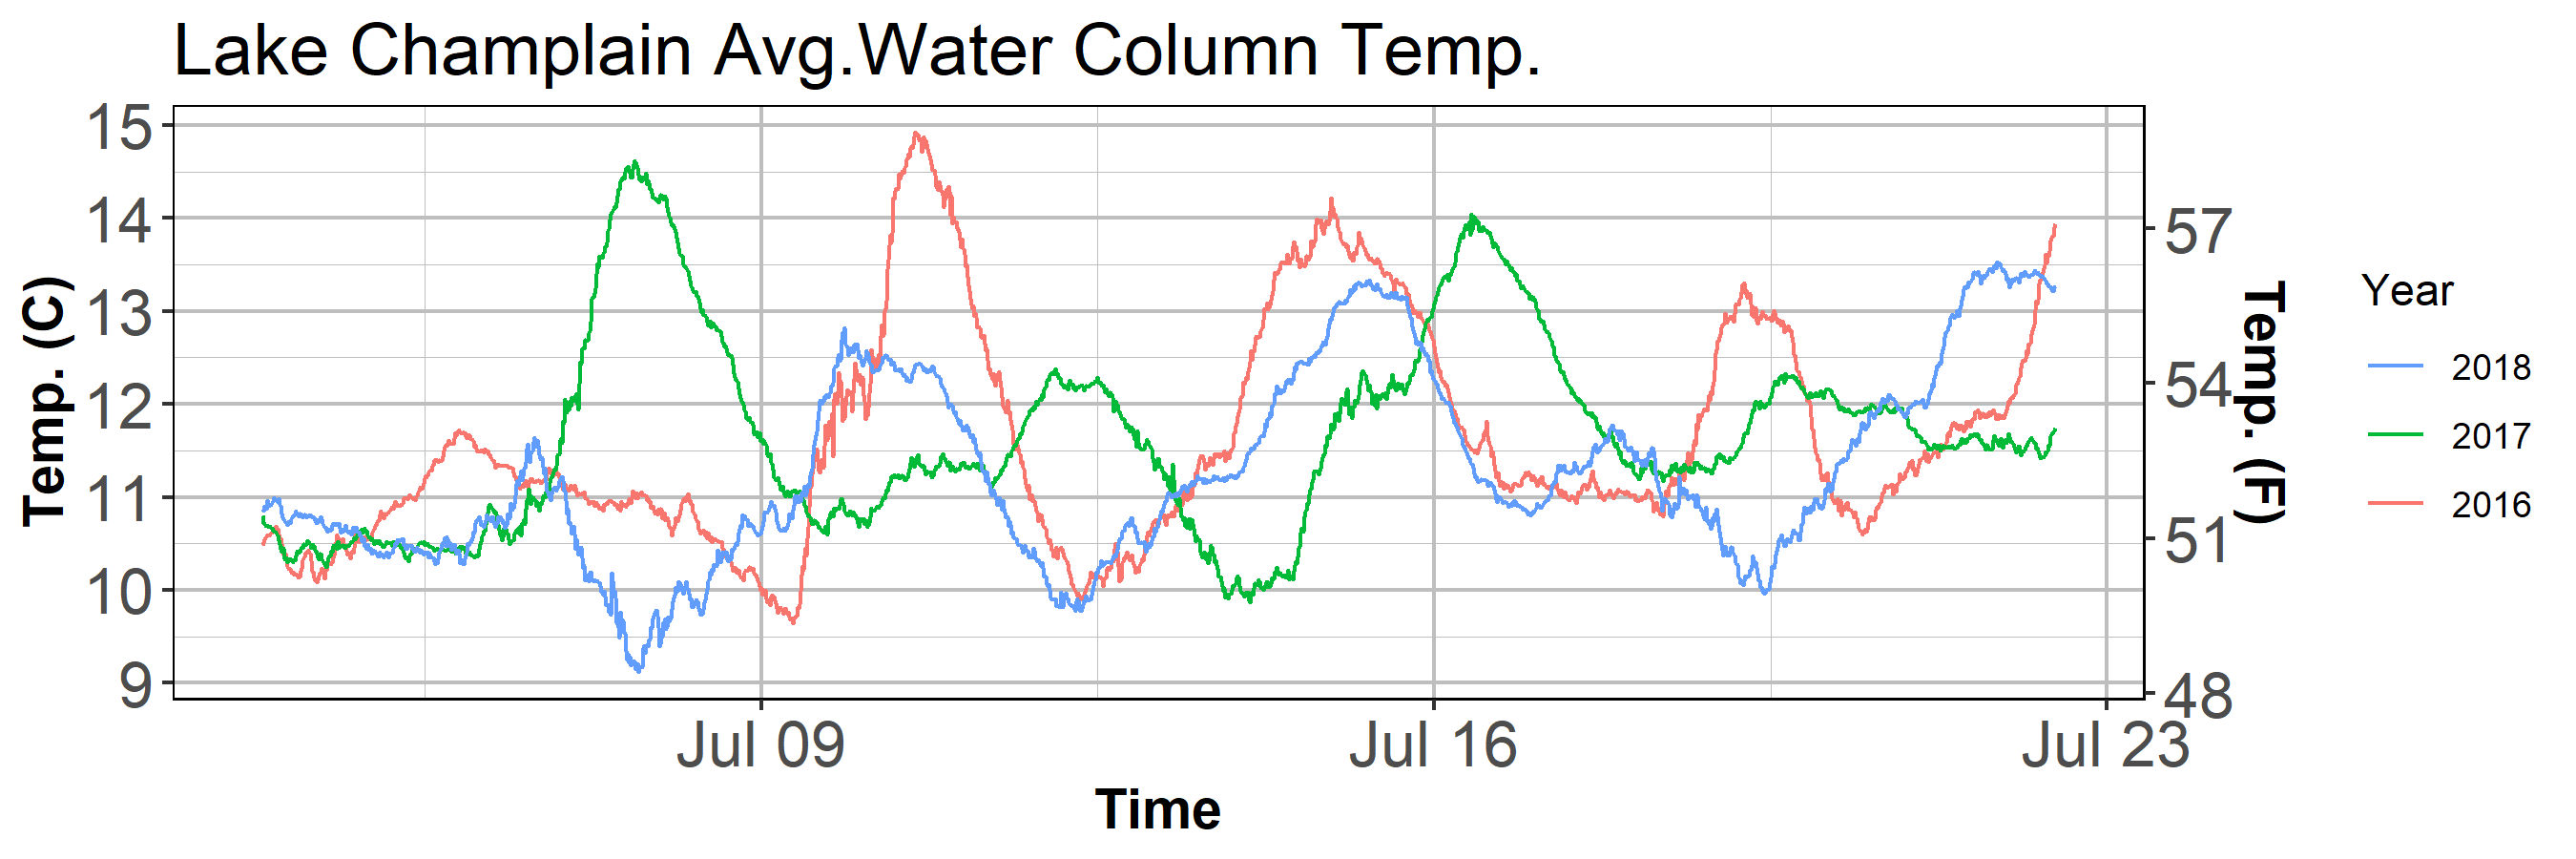 Lake Champlain Avg.Water Column Temp.
15
14
13
12
11
10
9
Temp. (C)
57
54
51
48
Temp. (F)
Jul 09
Jul 16
Jul 23
Time
Year
2018
2017
2016